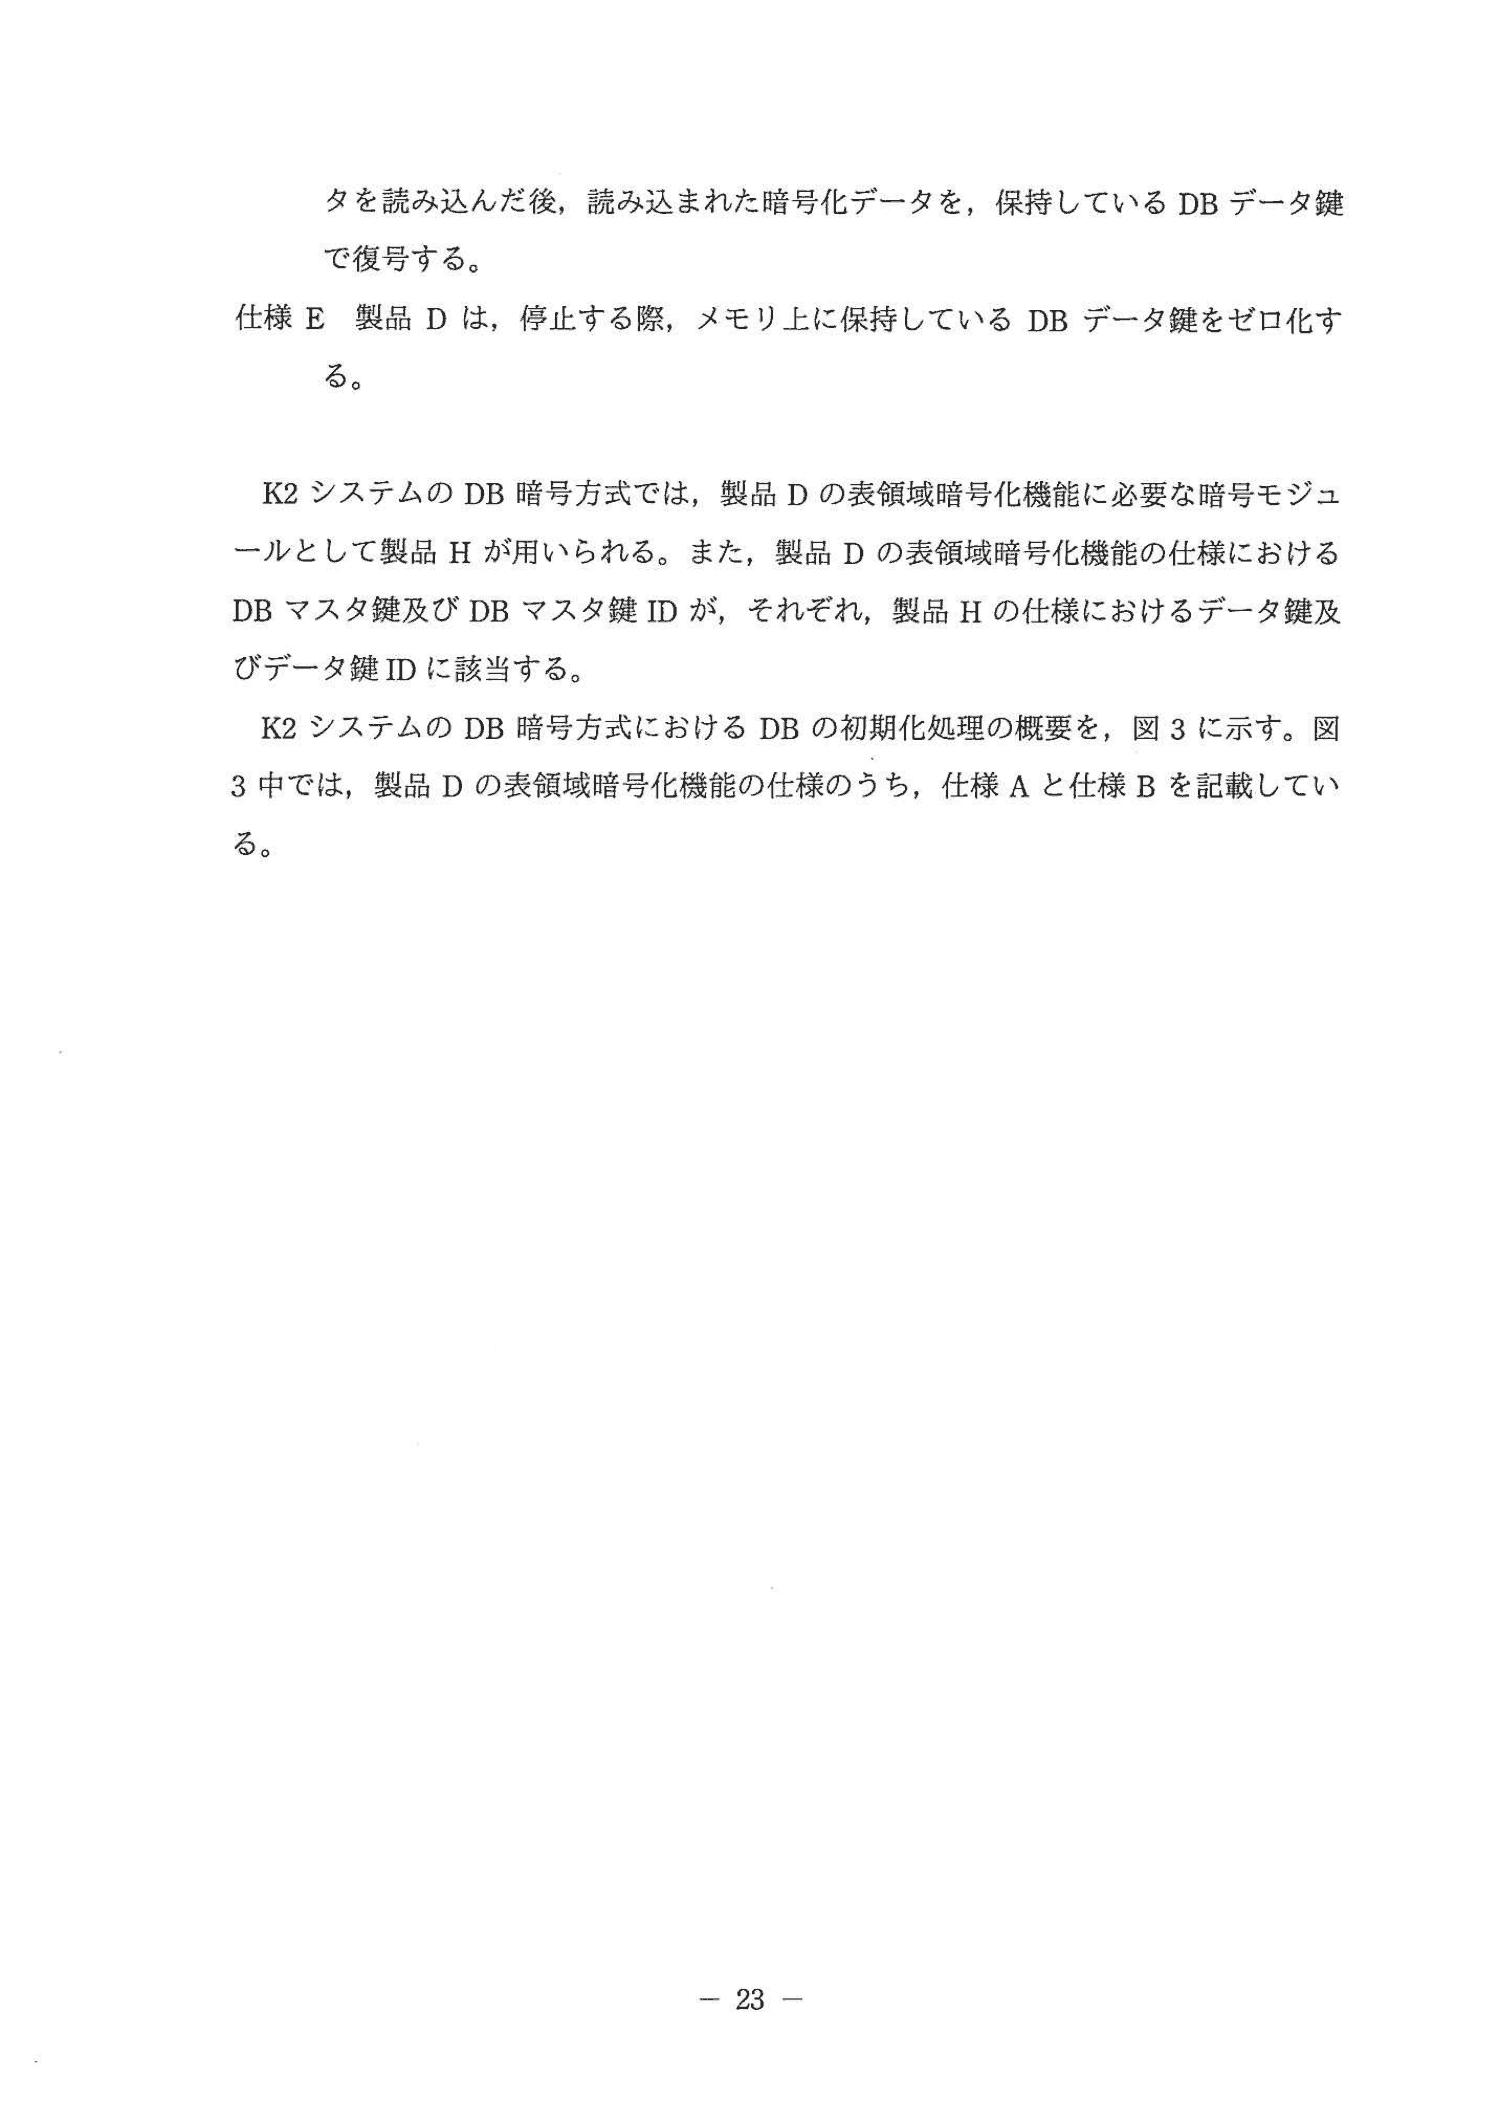 タを読み込んだ後，読み込まれた暗号化データを，保持している DB データ鍵
で復号する。
仕様 E　製品 D は，停止する際，メモリ上に保持している DB データ鍵をゼロ化す
る。
K2 システムの DB 暗号方式では，製品 D の表領域暗号化機能に必要な暗号モジュ
ールとして製品 H が用いられる。また，製品 D の表領域暗号化機能の仕様における
DB マスタ鍵及び DB マスタ鍵 ID が，それぞれ，製品 H の仕様におけるデータ鍵及
びデータ鍵 ID に該当する。
K2 システムの DB 暗号方式における DB の初期化処理の概要を，図 3 に示す。図
3 中では，製品 D の表領域暗号化機能の仕様のうち，仕様 A と仕様 B を記載してい
る。
－ 23 －